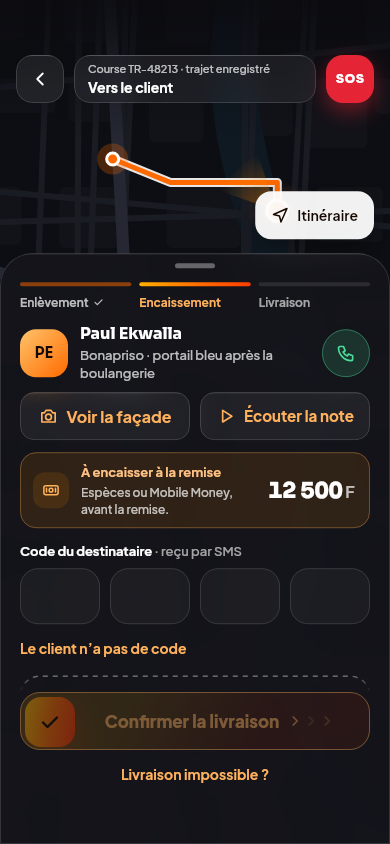 Course TR-48213 · trajet enregistré
Vers le client
SOS
Itinéraire
Enlèvement
Encaissement
Livraison
PE
Paul Ekwalla
Bonapriso · portail bleu après la
boulangerie
Voir la façade
Écouter la note
À encaisser à la remise
Espèces ou Mobile Money,
avant la remise.
12 500 F
Code du destinataire · reçu par SMS
Le client n’a pas de code
Confirmer la livraison
Livraison impossible ?